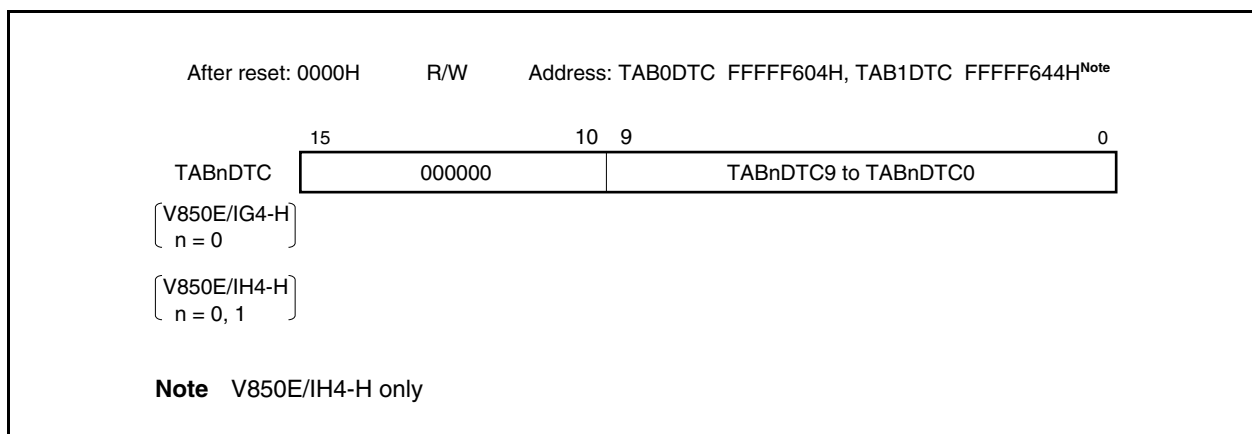 After reset: 0000H R/W Address: TAB0DTC FFFFF604H, TAB1DTC FFFFF644HNote
15 10 9 0
TABnDTC 000000 TABnDTC9 to TABnDTC0
V850E/IG4-H
n = 0
V850E/IH4-H
n = 0, 1
Note V850E/IH4-H only